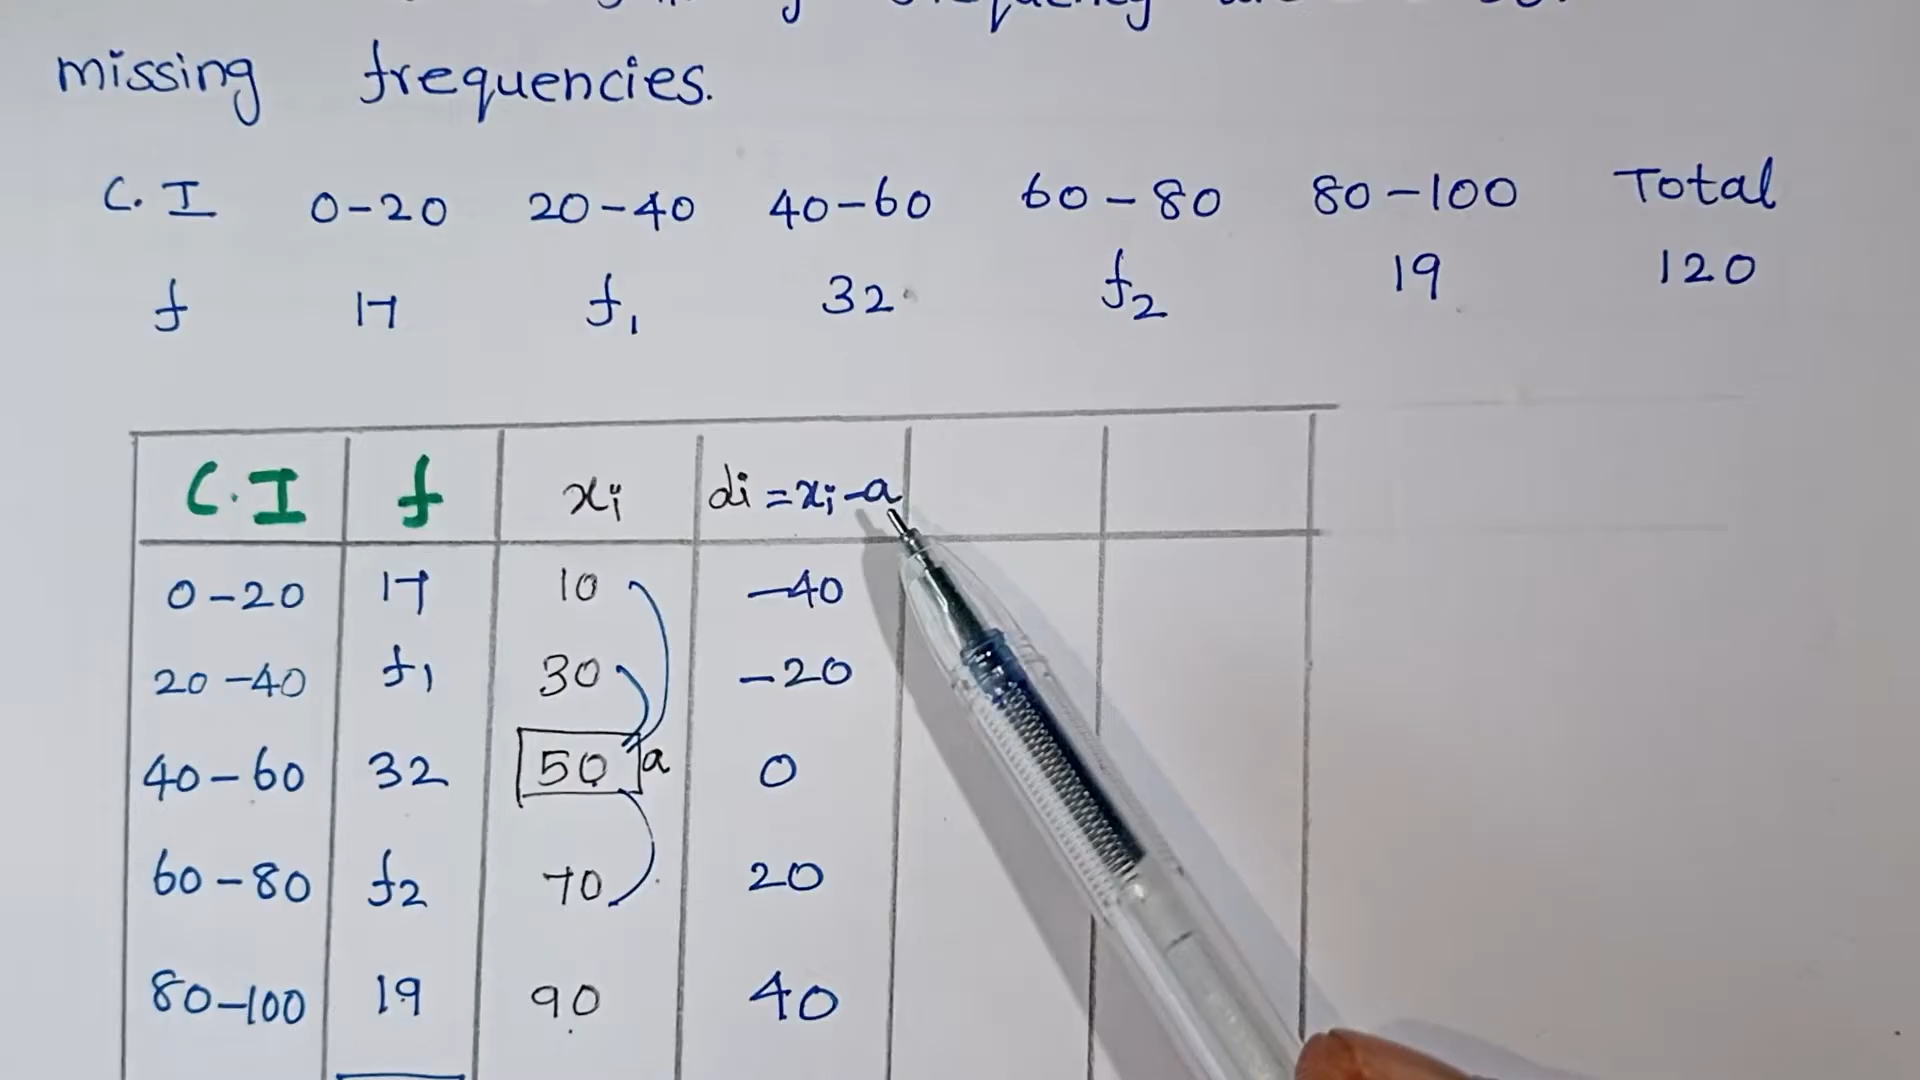 frequency
missing frequencies.
C.I 0-20 20-40 40-60 60-80 80-100 Total
f 17 f₁ 32 f₂ 19 120
C.I f xᵢ dᵢ = xᵢ - a
0-20 17 10 -40
20-40 f₁ 30 -20
40-60 32 50 a 0
60-80 f₂ 70 20
80-100 19 90 40